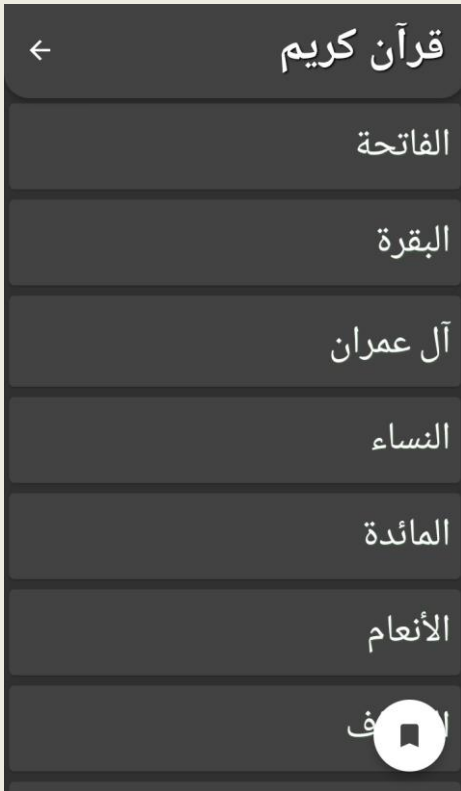 قرآن كريم
الفاتحة
البقرة
آل عمران
النساء
المائدة
الأنعام